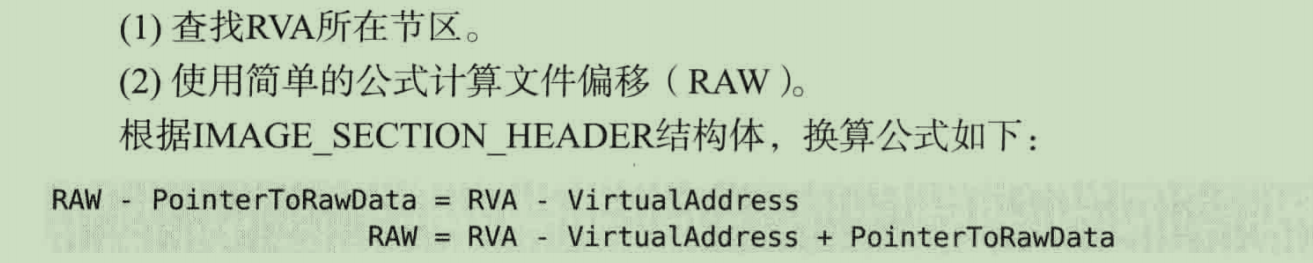 (1) 查找RVA所在节区。
(2) 使用简单的公式计算文件偏移（RAW）。
根据IMAGE_SECTION_HEADER结构体，换算公式如下：
RAW - PointerToRawData = RVA - VirtualAddress
RAW = RVA - VirtualAddress + PointerToRawData